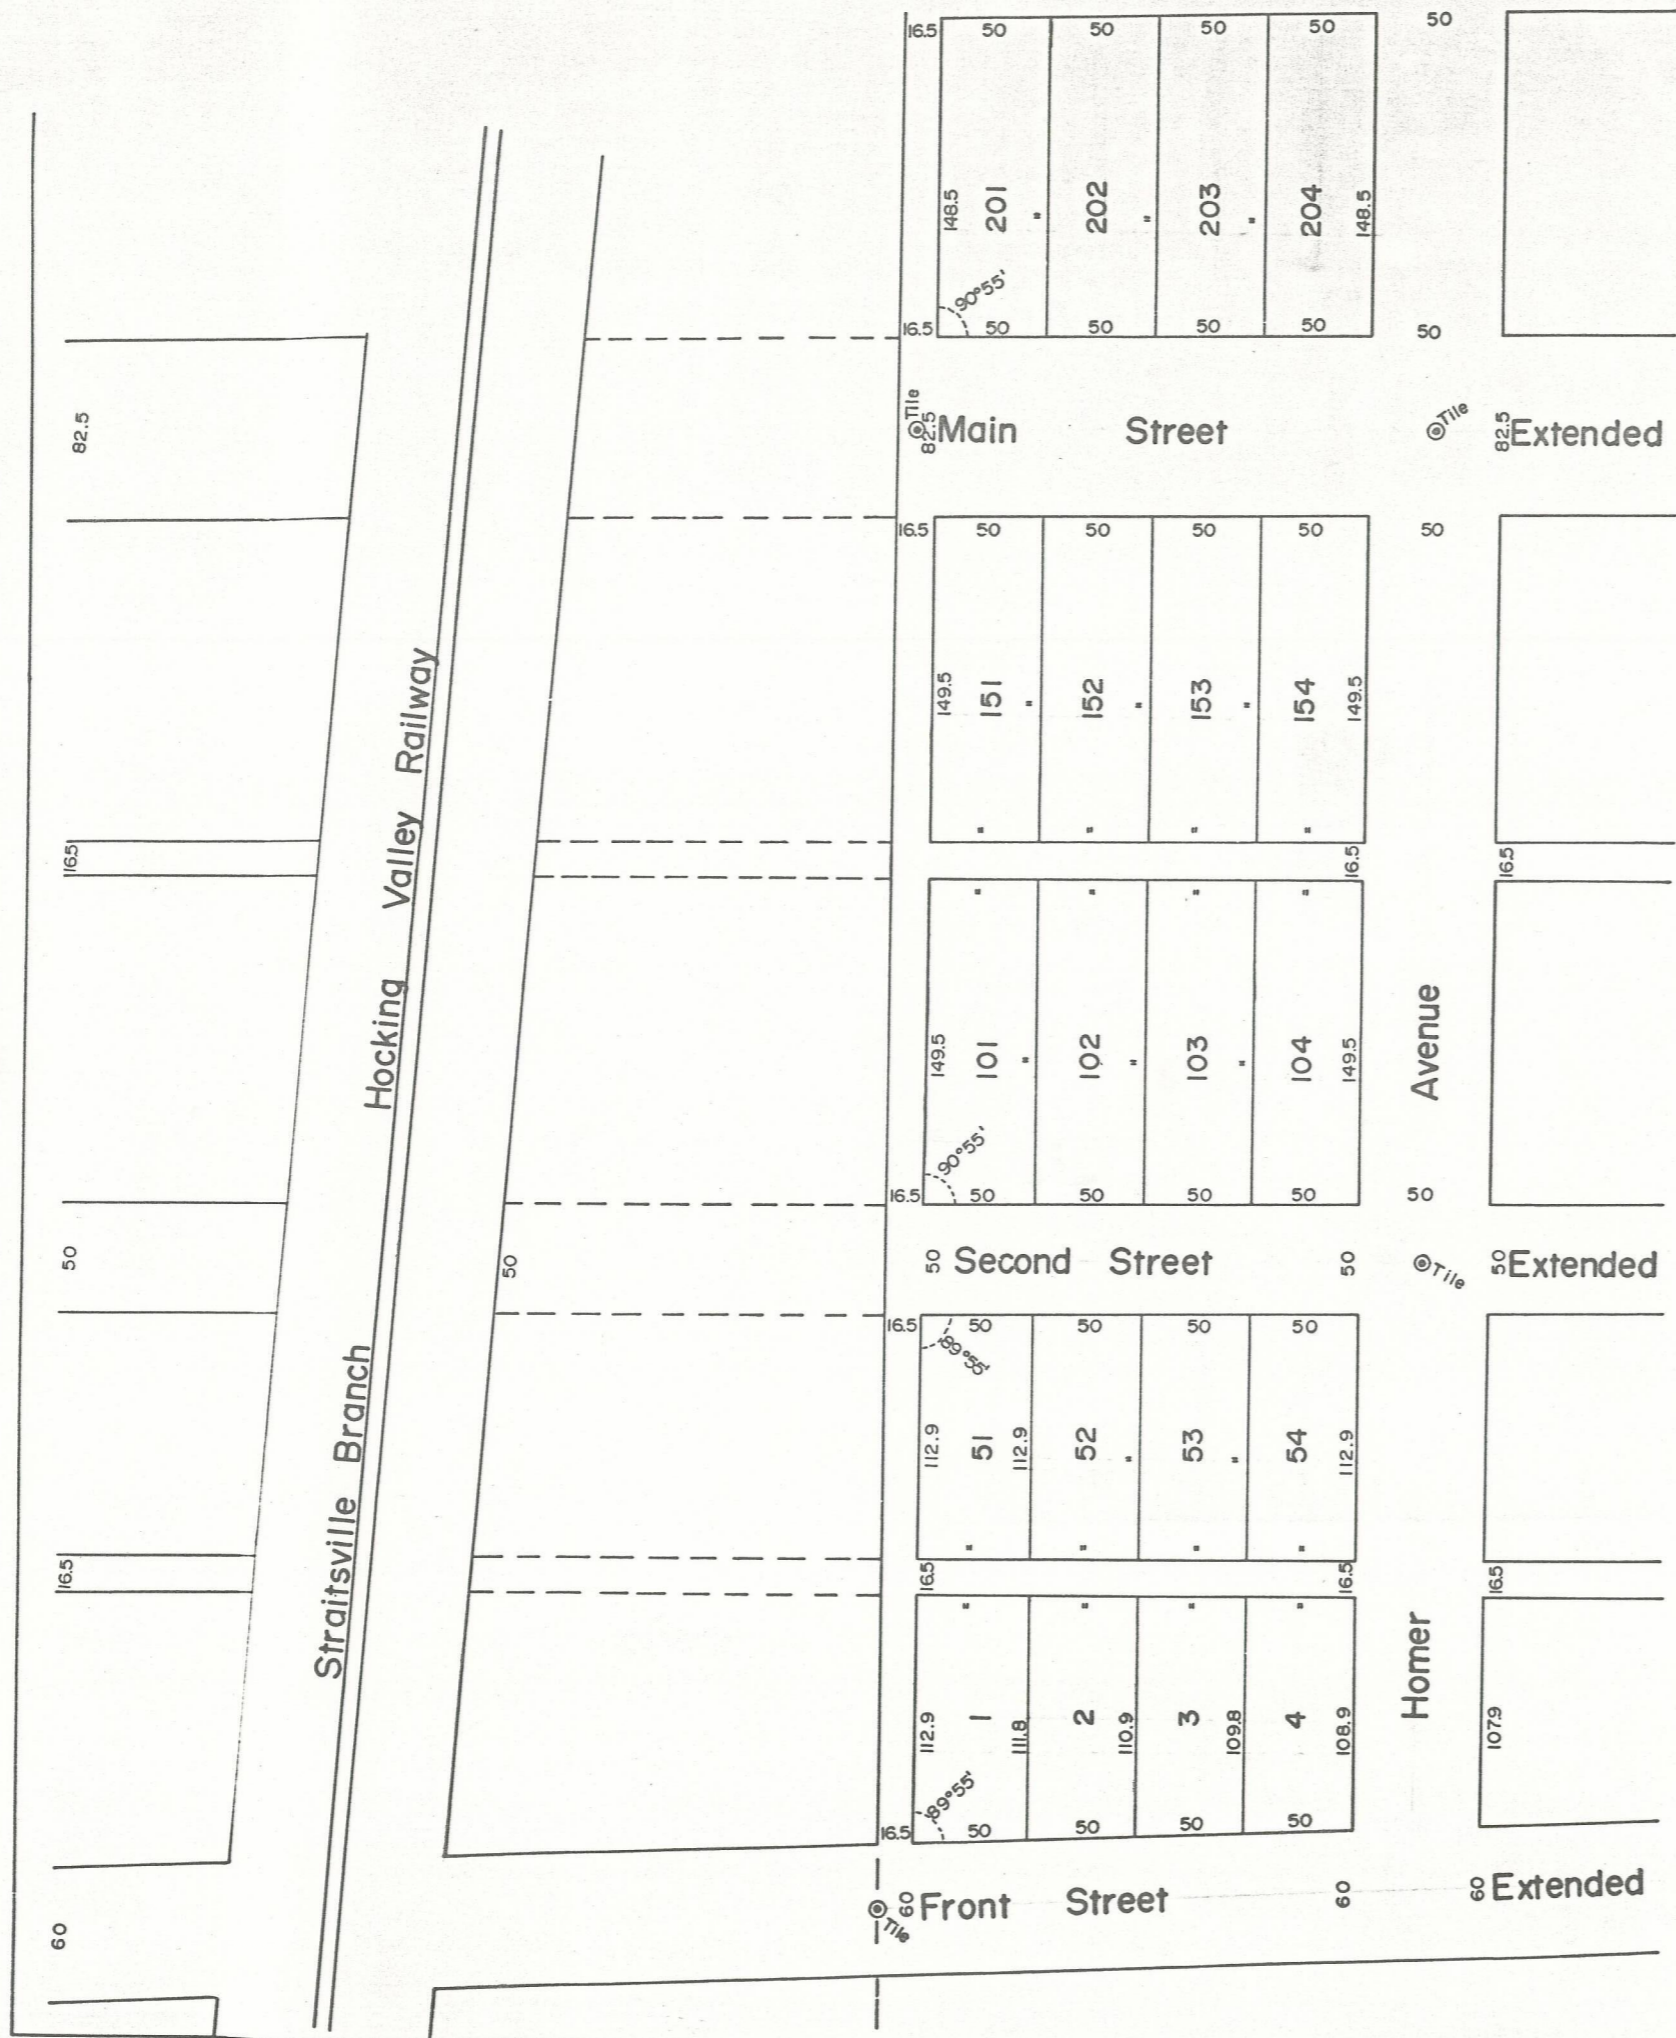 16.5 50 50 50 50 50
148.5 201 " 202 " 203 " 204 148.5
90°55'
16.5 50 50 50 50 50
82.5
Tile
82.5 Main Street
Tile
82.5 Extended
16.5 50 50 50 50 50
149.5 151 " 152 " 153 " 154 149.5
" " " "
16.5 16.5 16.5
" " " "
149.5 101 " 102 " 103 " 104 149.5
90°55'
16.5 50 50 50 50 50
50 50
50 Second Street 50
Tile
50 Extended
16.5 50 50 50 50
89°55'
112.9 51 112.9 52 " 53 " 54 112.9
" " " "
16.5 16.5 16.5 16.5
" " " "
112.9 1 111.8 2 110.9 3 109.8 4 108.9 107.9
89°55'
16.5 50 50 50 50
60
60 Front Street 60
Tile
60 Extended
Straitsville Branch Hocking Valley Railway
Homer Avenue